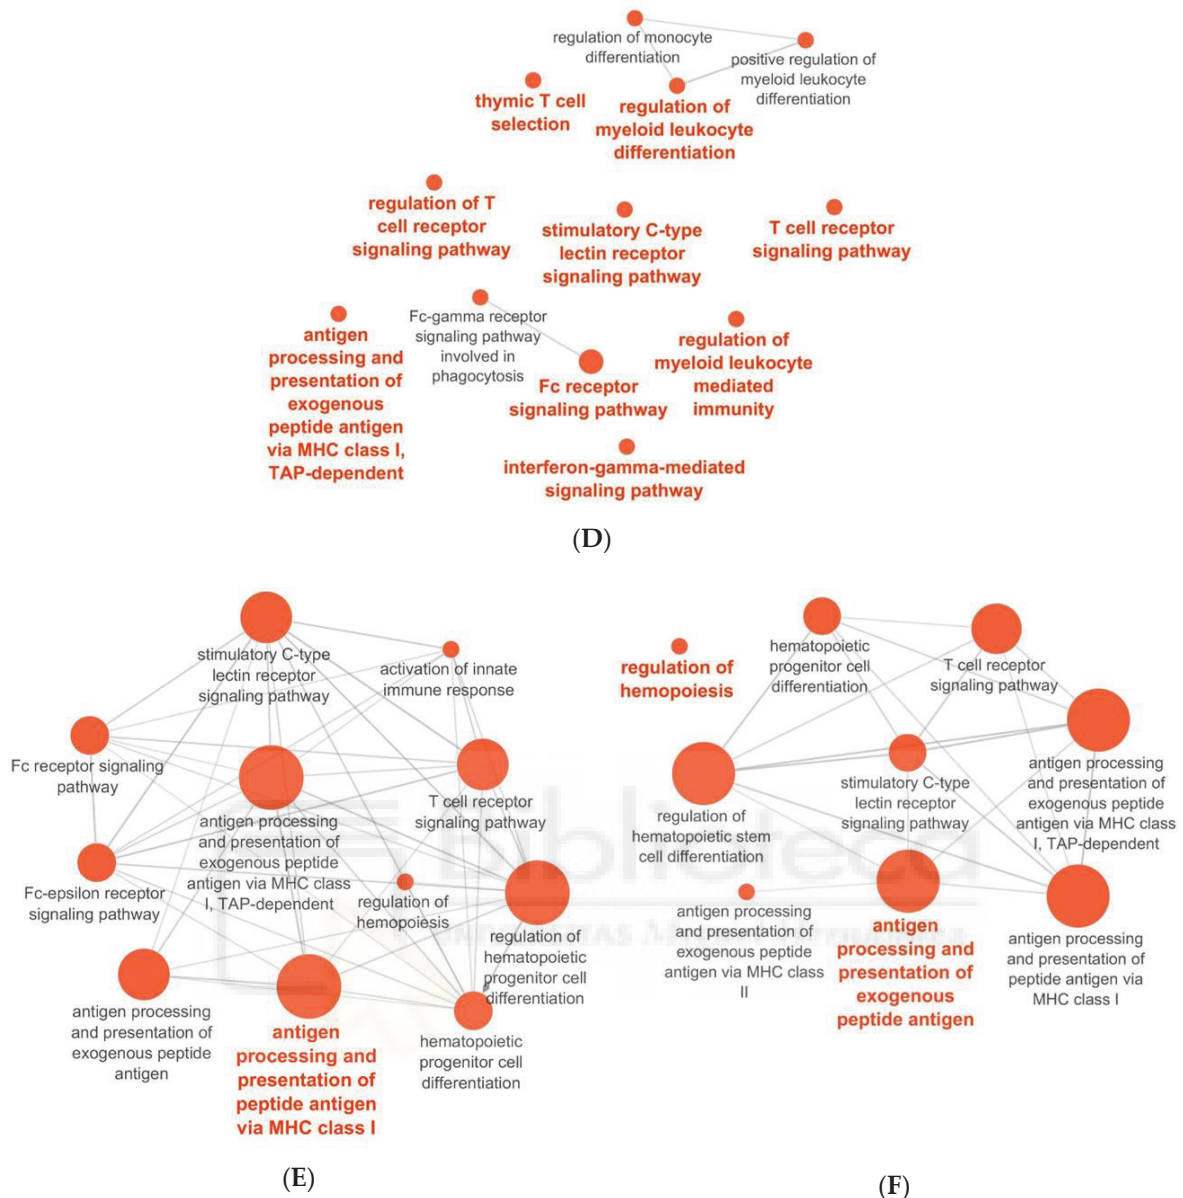 regulation of monocyte
differentiation
positive regulation of
myeloid leukocyte
differentiation
thymic T cell
selection
regulation of
myeloid leukocyte
differentiation
regulation of T
cell receptor
signaling pathway
stimulatory C-type
lectin receptor
signaling pathway
T cell receptor
signaling pathway
antigen
processing and
presentation of
exogenous
peptide antigen
via MHC class I,
TAP-dependent
Fc-gamma receptor
signaling pathway
involved in
phagocytosis
Fc receptor
signaling pathway
regulation of
myeloid leukocyte
mediated
immunity
interferon-gamma-mediated
signaling pathway
(D)
stimulatory C-type
lectin receptor
signaling pathway
activation of innate
immune response
Fc receptor signaling
pathway
antigen processing
and presentation of
exogenous peptide
antigen via MHC class
I, TAP-dependent
T cell receptor
signaling pathway
Fc-epsilon receptor
signaling pathway
regulation of
hemopoiesis
regulation of
hematopoietic
progenitor cell
differentiation
antigen processing
and presentation of
exogenous peptide
antigen
antigen
processing and
presentation of
peptide antigen
via MHC class I
hematopoietic
progenitor cell
differentiation
(E)
regulation of
hemopoiesis
hematopoietic
progenitor cell
differentiation
T cell receptor
signaling pathway
regulation of
hematopoietic stem
cell differentiation
stimulatory C-type
lectin receptor
signaling pathway
antigen processing
and presentation of
exogenous peptide
antigen via MHC class
I, TAP-dependent
antigen processing
and presentation of
exogenous peptide
antigen via MHC class
II
antigen
processing and
presentation of
exogenous
peptide antigen
antigen processing
and presentation of
peptide antigen via
MHC class I
(F)
Biblioteca